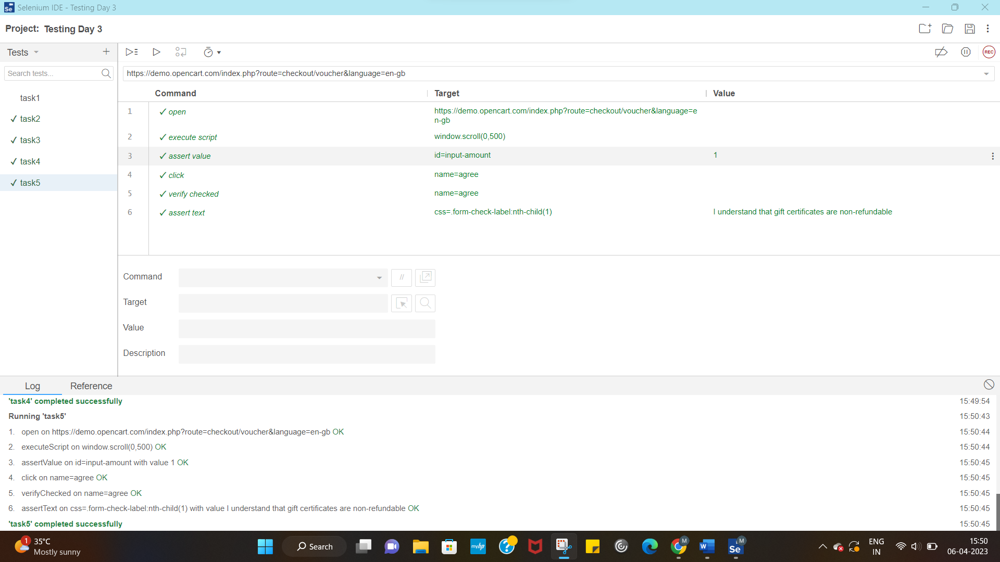 Selenium IDE - Testing Day 3
Project: Testing Day 3
Tests
Search tests...
task1
✓ task2
✓ task3
✓ task4
✓ task5
REC
https://demo.opencart.com/index.php?route=checkout/voucher&language=en-gb
Command Target Value
1 ✓ open https://demo.opencart.com/index.php?route=checkout/voucher&language=e
n-gb
2 ✓ execute script window.scroll(0,500)
3 ✓ assert value id=input-amount 1
4 ✓ click name=agree
5 ✓ verify checked name=agree
6 ✓ assert text css=.form-check-label:nth-child(1) I understand that gift certificates are non-refundable
Command //
Target
Value
Description
Log Reference
'task4' completed successfully 15:49:54
Running 'task5' 15:50:43
1. open on https://demo.opencart.com/index.php?route=checkout/voucher&language=en-gb OK 15:50:44
2. executeScript on window.scroll(0,500) OK 15:50:44
3. assertValue on id=input-amount with value 1 OK 15:50:45
4. click on name=agree OK 15:50:45
5. verifyChecked on name=agree OK 15:50:45
6. assertText on css=.form-check-label:nth-child(1) with value I understand that gift certificates are non-refundable OK 15:50:45
'task5' completed successfully 15:50:45
1 35°C
Mostly sunny
Search
myhp
M
W
Se
M
ENG
IN
15:50
06-04-2023